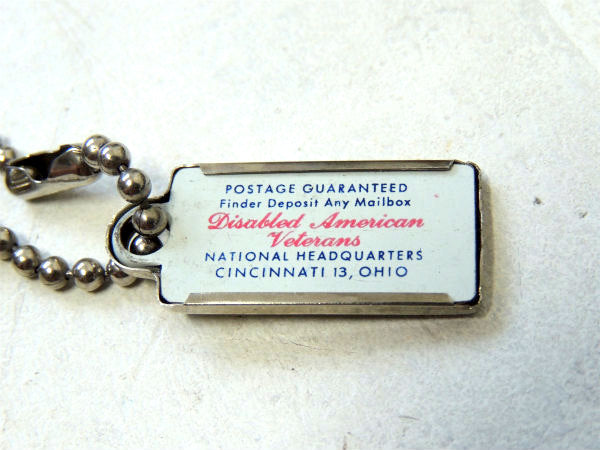 POSTAGE GUARANTEED
Finder Deposit Any Mailbox
Disabled American
Veterans
NATIONAL HEADQUARTERS
CINCINNATI 13, OHIO